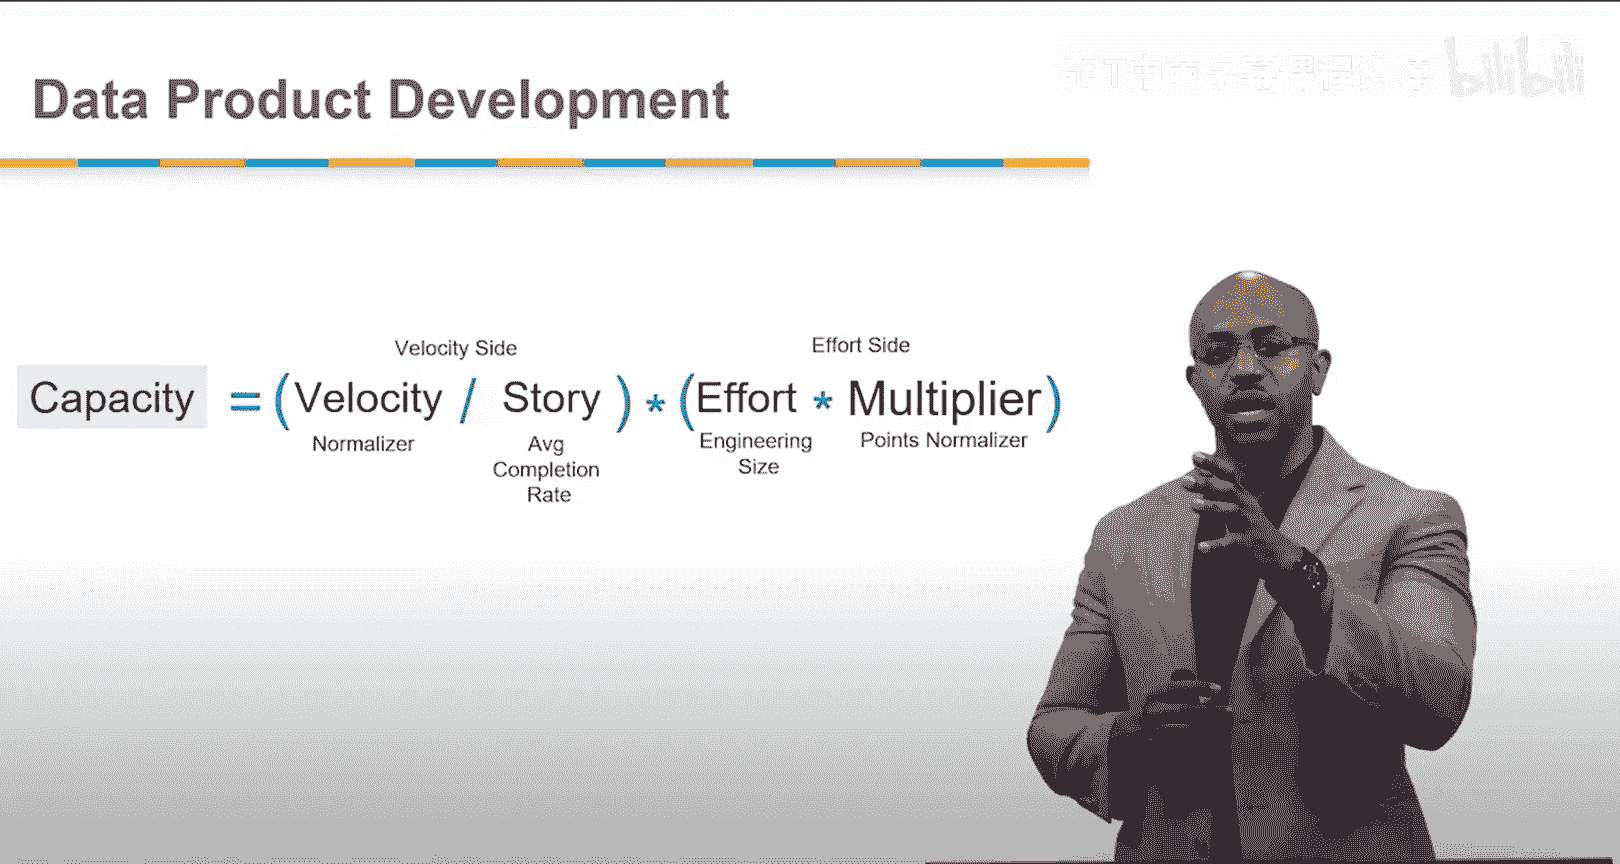 bilibili
Data Product Development
Velocity Side
Effort Side
Capacity = (Velocity / Story) * (Effort * Multiplier)
Normalizer
Avg
Completion
Rate
Engineering
Size
Points Normalizer